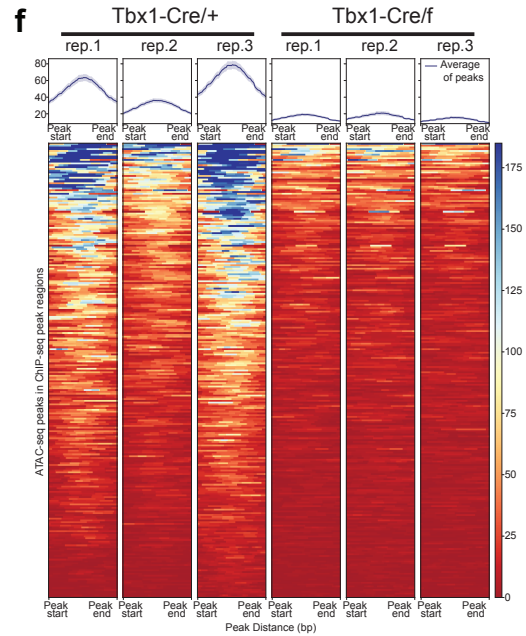 f
Tbx1-Cre/+ Tbx1-Cre/f
rep.1 rep.2 rep.3 rep.1 rep.2 rep.3
80
60
40
20
Average
of peaks
Peak start Peak end Peak start Peak end Peak start Peak end Peak start Peak end Peak start Peak end Peak start Peak end
ATAC-seq peaks in ChIP-seq peak reagions
175
150
125
100
75
50
25
0
Peak start Peak end Peak start Peak end Peak start Peak end Peak start Peak end Peak start Peak end Peak start Peak end
Peak Distance (bp)